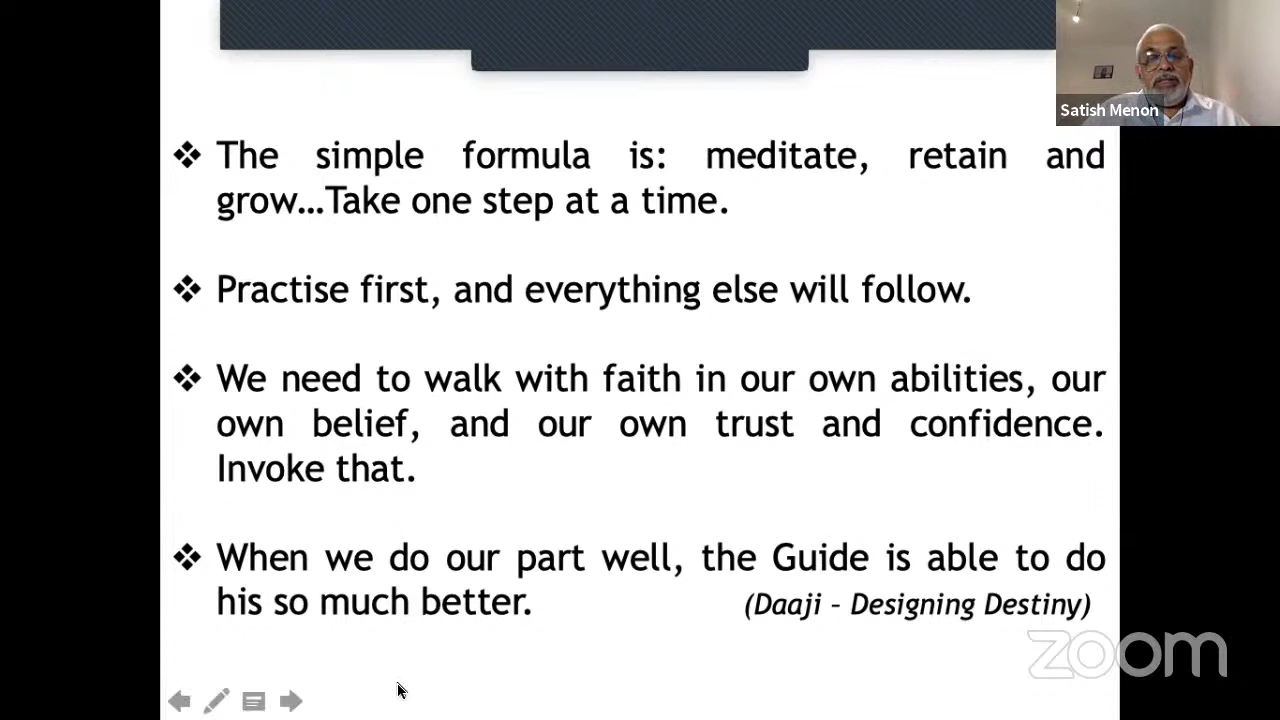 Satish Menon
❖ The simple formula is: meditate, retain and
grow…Take one step at a time.
❖ Practise first, and everything else will follow.
❖ We need to walk with faith in our own abilities, our
own belief, and our own trust and confidence.
Invoke that.
❖ When we do our part well, the Guide is able to do
his so much better. (Daaji – Designing Destiny)
zoom